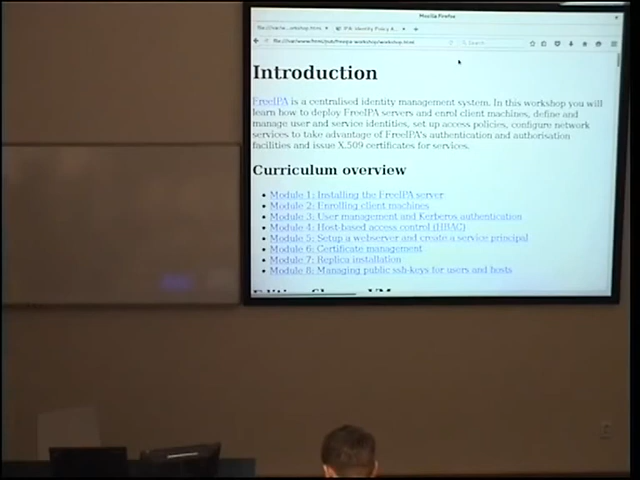 Mozilla Firefox
Introduction
FreeIPA is a centralised identity management system. In this workshop you will
learn how to deploy FreeIPA servers and enrol client machines, define and
manage user and service identities, set up access policies, configure network
services to take advantage of FreeIPA's authentication and authorisation
facilities and issue X.509 certificates for services.
Curriculum overview
Module 1: Installing the FreeIPA server
Module 2: Enrolling client machines
Module 3: User management and Kerberos authentication
Module 4: Host-based access control (HBAC)
Module 5: Setup a webserver and create a service principal
Module 6: Certificate management
Module 7: Replica installation
Module 8: Managing public ssh-keys for users and hosts